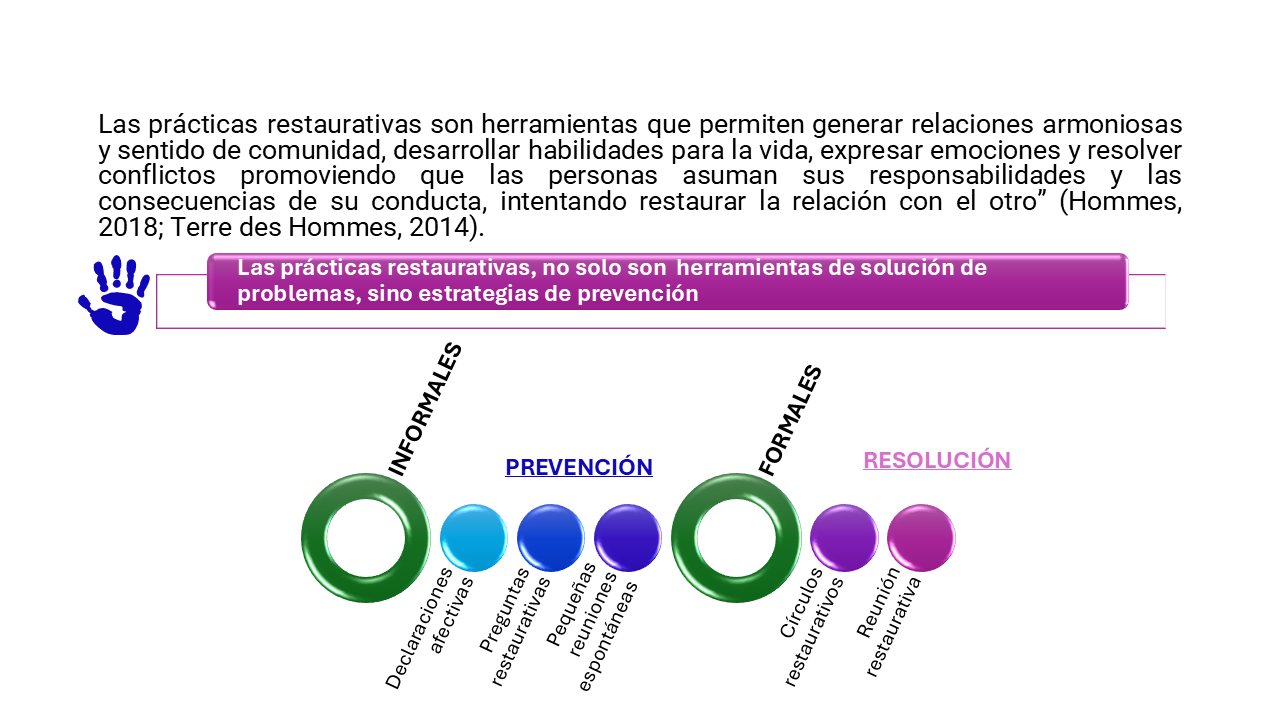 Las prácticas restaurativas son herramientas que permiten generar relaciones armoniosas
y sentido de comunidad, desarrollar habilidades para la vida, expresar emociones y resolver
conflictos promoviendo que las personas asuman sus responsabilidades y las
consecuencias de su conducta, intentando restaurar la relación con el otro” (Hommes,
2018; Terre des Hommes, 2014).
Las prácticas restaurativas, no solo son herramientas de solución de
problemas, sino estrategias de prevención
INFORMALES
PREVENCIÓN
Declaraciones
afectivas
Preguntas
restaurativas
Pequeñas
reuniones
espontáneas
FORMALES
RESOLUCIÓN
Círculos
restaurativos
Reunión
restaurativa